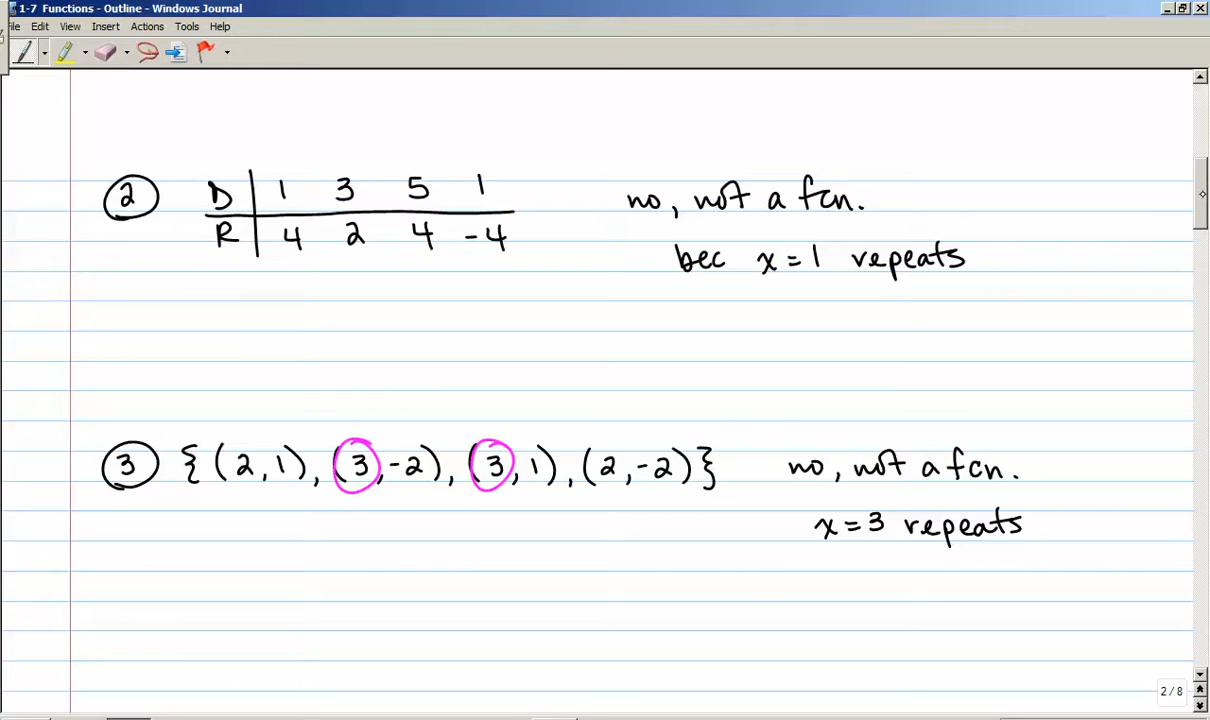 1-7 Functions - Outline - Windows Journal
File Edit View Insert Actions Tools Help
2 D 1 3 5 1
R 4 2 4 -4
no, not a fcn.
bec x = 1 repeats
3 {(2,1), (3,-2), (3,1), (2,-2)} no, not a fcn.
x = 3 repeats
2 / 8